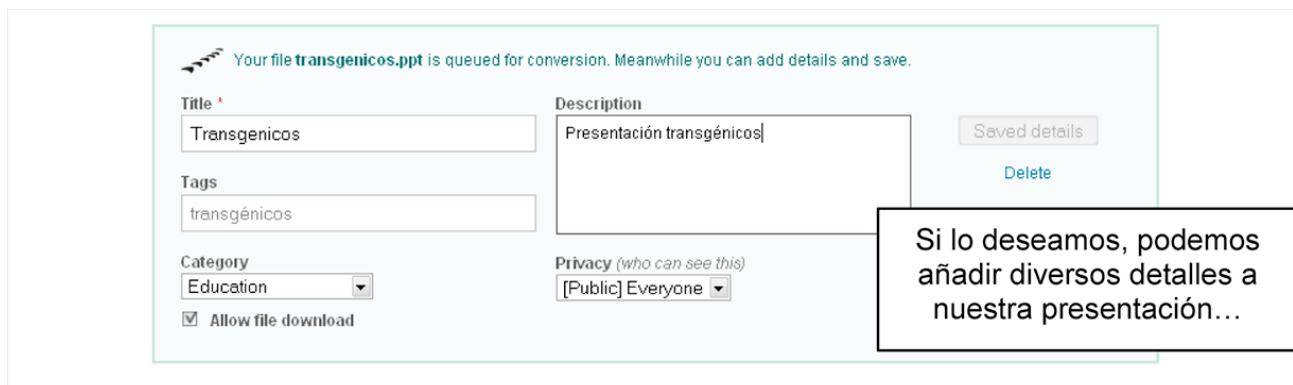 Your file transgenicos.ppt is queued for conversion. Meanwhile you can add details and save.
Title *
Transgenicos
Description
Presentación transgénicos
Saved details
Delete
Tags
transgénicos
Category
Education
Privacy (who can see this)
[Public] Everyone
Allow file download
Si lo deseamos, podemos
añadir diversos detalles a
nuestra presentación…